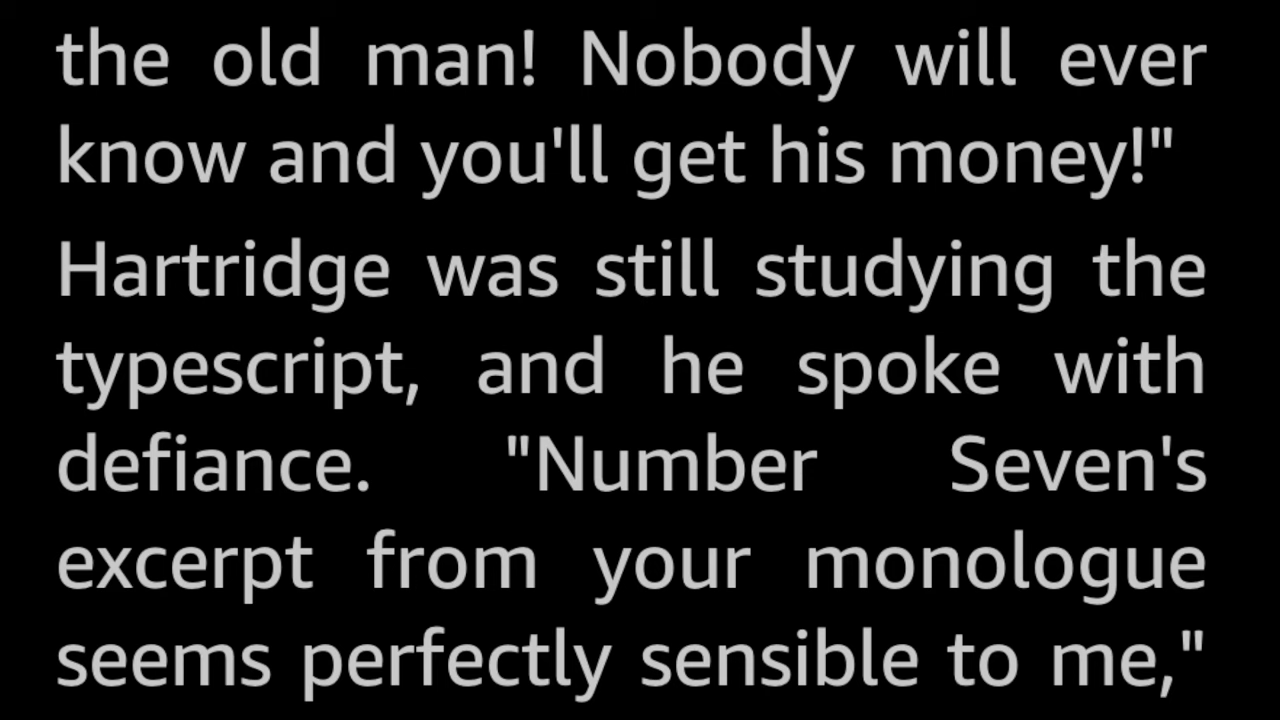 the old man! Nobody will ever
know and you'll get his money!"
Hartridge was still studying the
typescript, and he spoke with
defiance. "Number Seven's
excerpt from your monologue
seems perfectly sensible to me,"